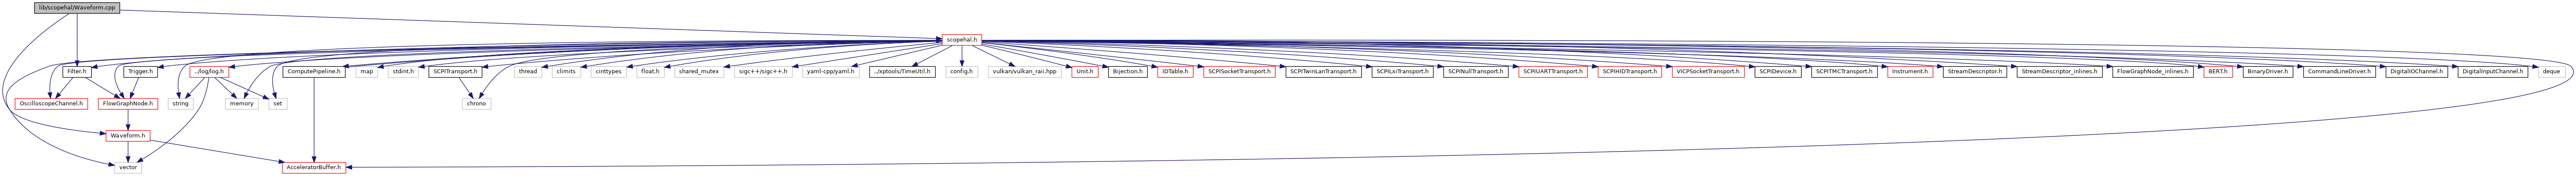 lib/scopehal/Waveform.cpp
scopehal.h
Filter.h
Trigger.h
../log/log.h
ComputePipeline.h
map
stdint.h
SCPITransport.h
thread
climits
cinttypes
float.h
shared_mutex
sigc++/sigc++.h
yaml-cpp/yaml.h
../xptools/TimeUtil.h
config.h
vulkan/vulkan_raii.hpp
Unit.h
Bijection.h
IDTable.h
SCPISocketTransport.h
SCPITwinLanTransport.h
SCPILxiTransport.h
SCPINullTransport.h
SCPIUARTTransport.h
SCPIHIDTransport.h
VICPSocketTransport.h
SCPIDevice.h
SCPITMCTransport.h
Instrument.h
StreamDescriptor.h
StreamDescriptor_inlines.h
FlowGraphNode_inlines.h
BERT.h
BinaryDriver.h
CommandLineDriver.h
DigitalIOChannel.h
DigitalInputChannel.h
deque
OscilloscopeChannel.h
FlowGraphNode.h
string
memory
set
chrono
Waveform.h
vector
AcceleratorBuffer.h